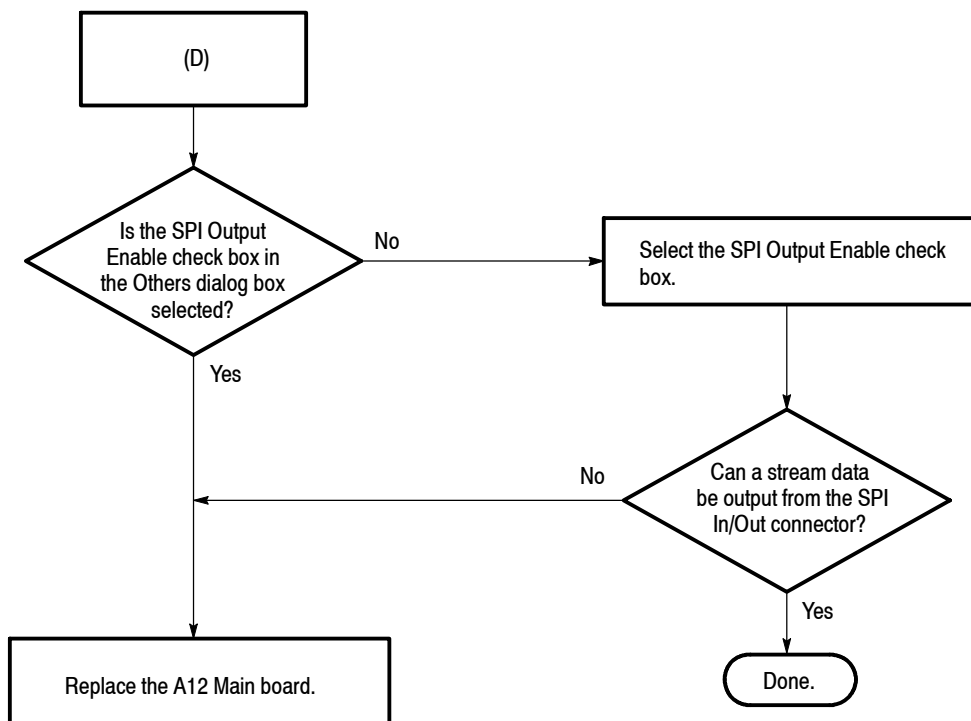 (D)
Is the SPI Output
Enable check box in
the Others dialog box
selected?
No
Select the SPI Output Enable check
box.
Yes
Can a stream data
be output from the SPI
In/Out connector?
No
Yes
Replace the A12 Main board.
Done.